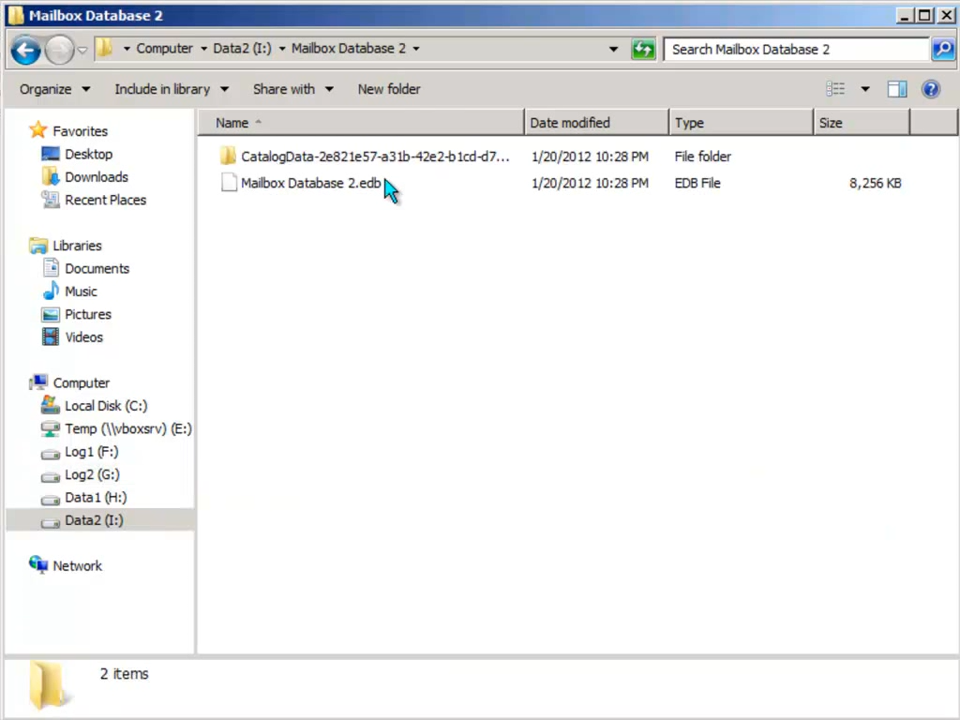 Mailbox Database 2
Computer Data2 (I:) Mailbox Database 2 Search Mailbox Database 2
Organize Include in library Share with New folder
Name Date modified Type Size
CatalogData-2e821e57-a31b-42e2-b1cd-d7... 1/20/2012 10:28 PM File folder
Mailbox Database 2.edb 1/20/2012 10:28 PM EDB File 8,256 KB
Favorites
Desktop
Downloads
Recent Places
Libraries
Documents
Music
Pictures
Videos
Computer
Local Disk (C:)
Temp (\\vboxsrv) (E:)
Log1 (F:)
Log2 (G:)
Data1 (H:)
Data2 (I:)
Network
2 items